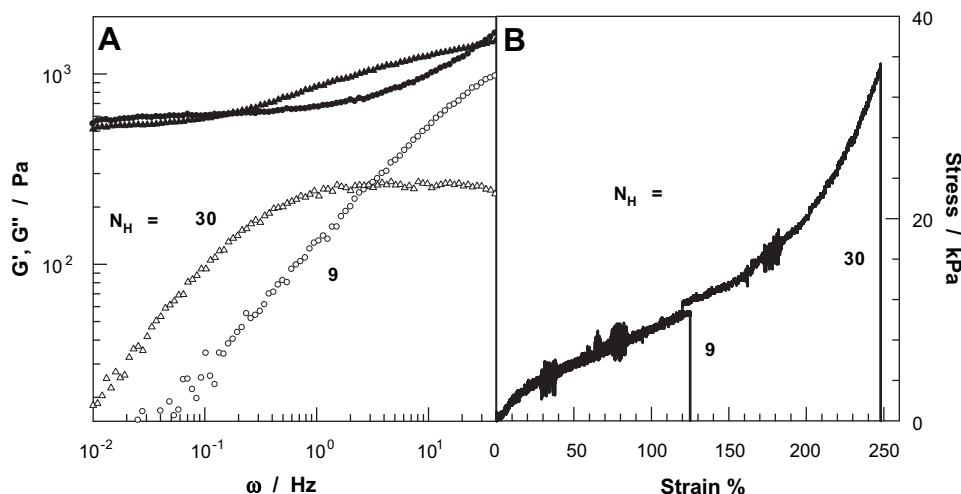 A
B
G', G'' / Pa
10³
10²
N_H = 30
9
10⁻² 10⁻¹ 10⁰ 10¹
ω / Hz
N_H =
30
9
0 50 100 150 200 250
Strain %
40
20
0
Stress / kPa